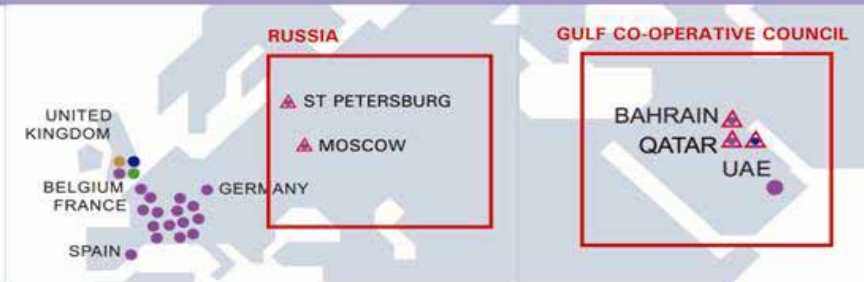 RUSSIA
ST PETERSBURG
MOSCOW
UNITED
KINGDOM
BELGIUM
FRANCE
GERMANY
SPAIN
GULF CO-OPERATIVE COUNCIL
BAHRAIN
QATAR
UAE